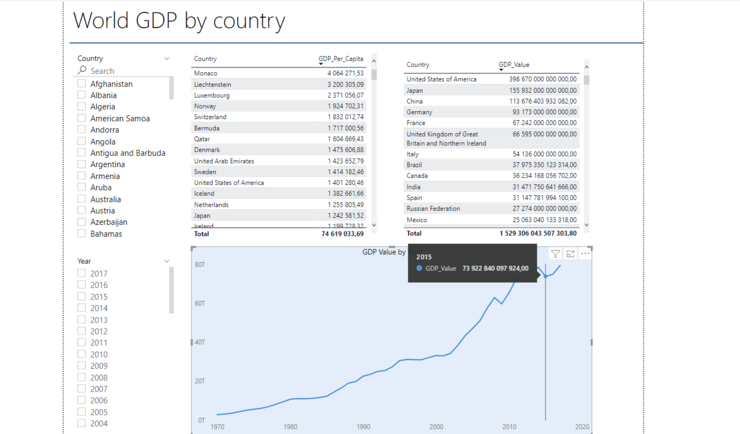 World GDP by country
Country
Search
Afghanistan
Albania
Algeria
American Samoa
Andorra
Angola
Antigua and Barbuda
Argentina
Armenia
Aruba
Australia
Austria
Azerbaijan
Bahamas
Country GDP_Per_Capita
Monaco 4 064 271,53
Liechtenstein 3 200 305,09
Luxembourg 2 371 056,07
Norway 1 924 702,31
Switzerland 1 832 012,74
Bermuda 1 717 000,56
Qatar 1 604 869,43
Denmark 1 475 606,88
United Arab Emirates 1 423 652,79
Sweden 1 414 182,46
United States of America 1 401 280,46
Iceland 1 382 661,66
Netherlands 1 255 805,49
Japan 1 242 581,52
Ireland 1 199 728,32
Total 74 619 033,69
Country GDP_Value
United States of America 398 670 000 000 000,00
Japan 155 932 000 000 000,00
China 113 676 403 932 082,00
Germany 93 173 000 000 000,00
France 67 242 000 000 000,00
United Kingdom of Great 66 595 000 000 000,00
Britain and Northern Ireland
Italy 54 136 000 000 000,00
Brazil 37 975 350 123 314,00
Canada 36 234 168 056 702,00
India 31 471 750 641 666,00
Spain 31 147 781 994 100,00
Russian Federation 27 274 000 000 000,00
Mexico 25 063 040 133 318,00
Total 1 529 306 043 507 303,80
Year
2017
2016
2015
2014
2013
2012
2011
2010
2009
2008
2007
2006
2005
2004
GDP Value by
2015
GDP_Value 73 922 840 097 924,00
80T
60T
40T
20T
0T
1970 1980 1990 2000 2010 2020